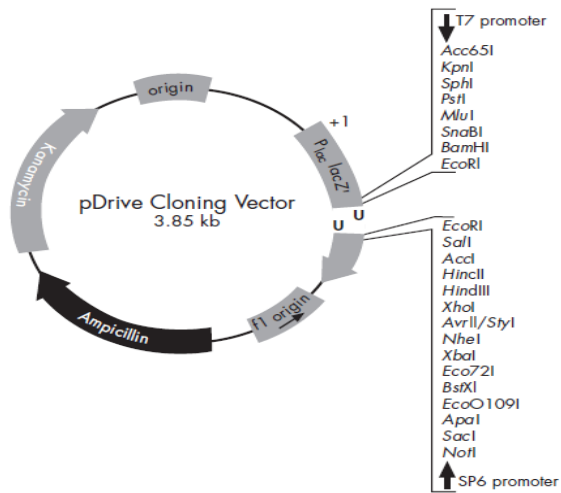 T7 promoter
Acc65I
KpnI
SphI
PstI
MluI
SnaBI
BamHI
EcoRI
origin
+1
Plac lacZ'
Kanamycin
pDrive Cloning Vector
3.85 kb
U
U
EcoRI
SalI
AccI
HincII
HindIII
XhoI
AvrII/StyI
NheI
XbaI
Eco72I
BstXI
EcoO109I
ApaI
SacI
NotI
SP6 promoter
f1 origin
Ampicillin